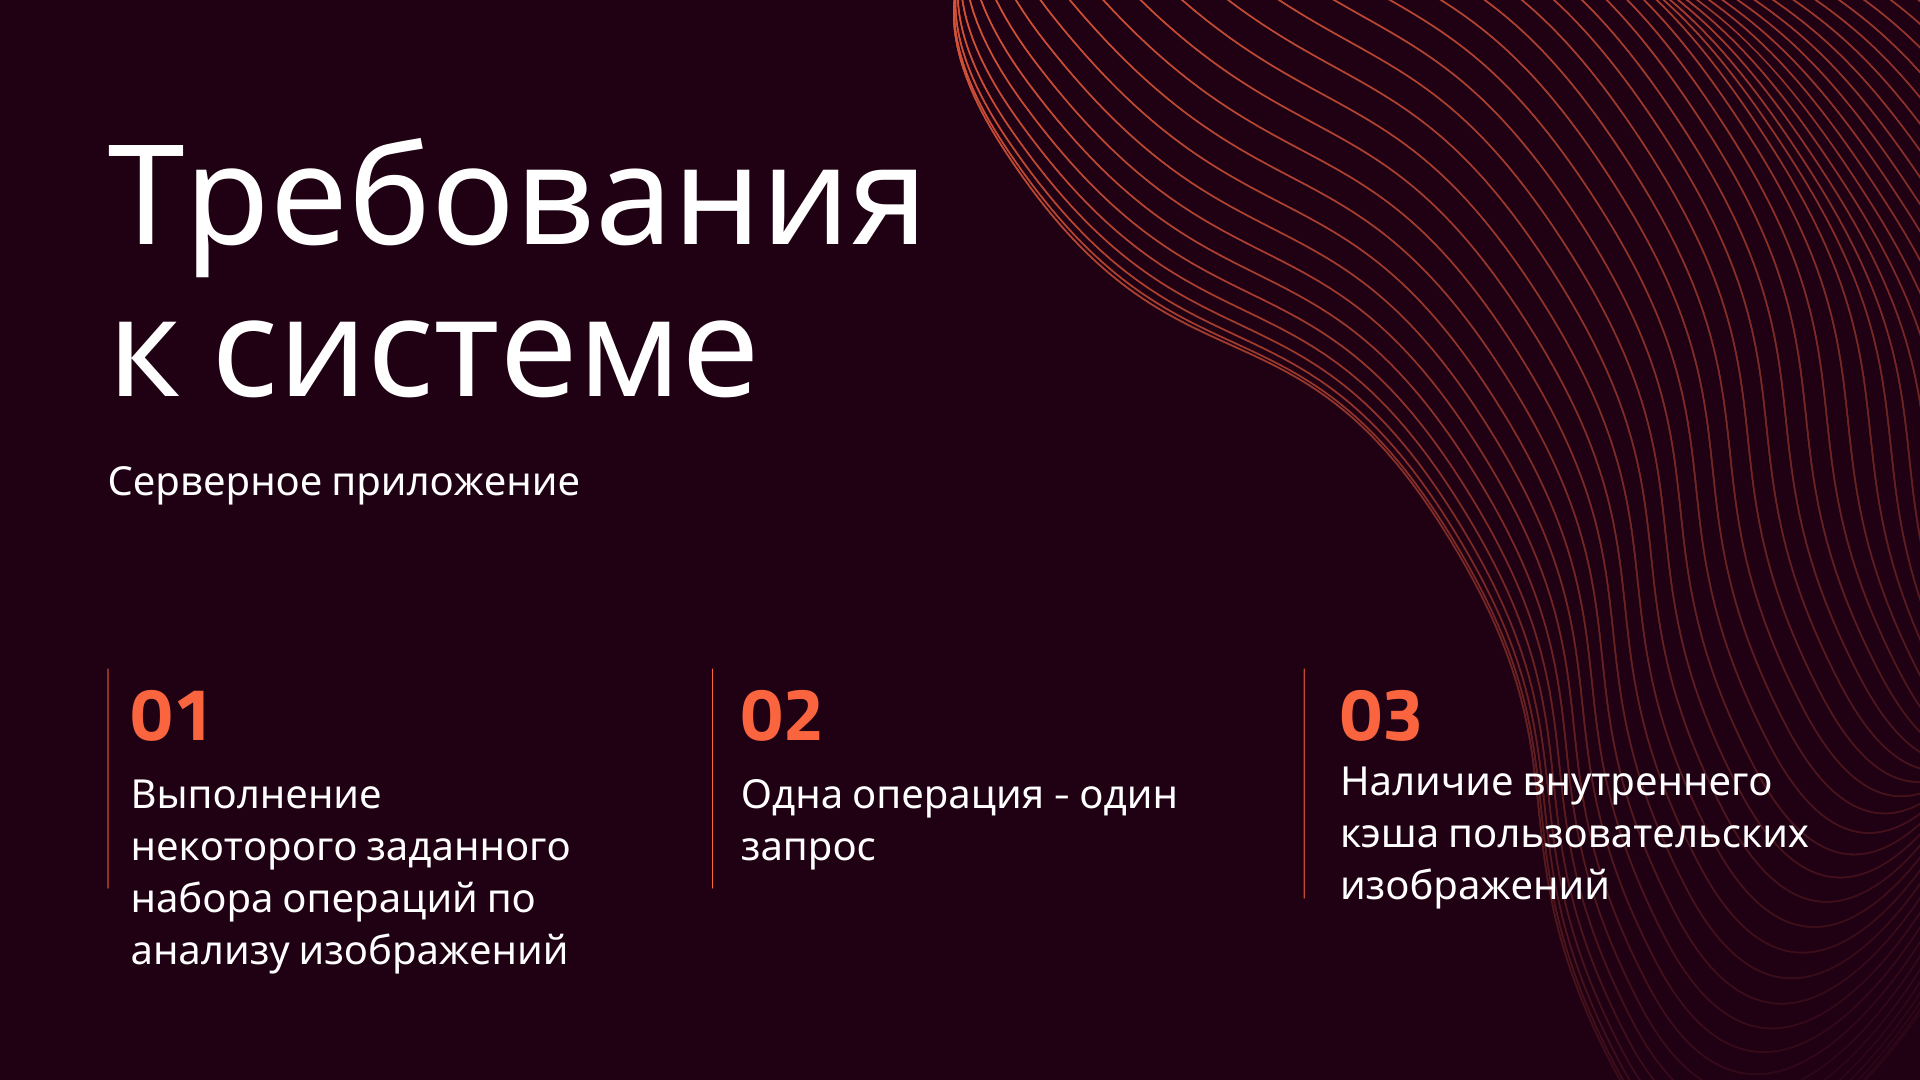 Требования
к системе
Серверное приложение
01
Выполнение
некоторого заданного
набора операций по
анализу изображений
02
Одна операция – один
запрос
03
Наличие внутреннего
кэша пользовательских
изображений